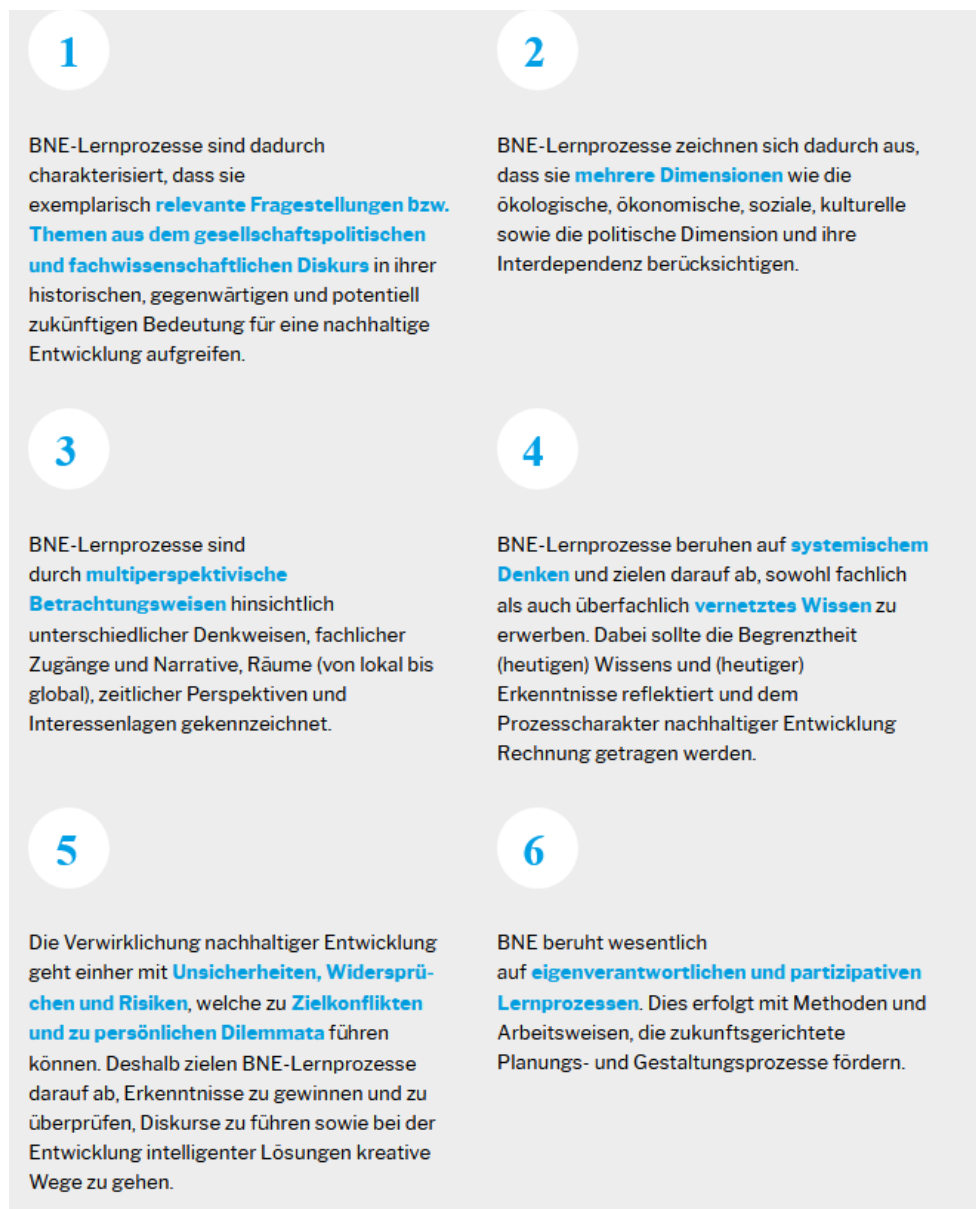 1
BNE-Lernprozesse sind dadurch
charakterisiert, dass sie
exemplarisch relevante Fragestellungen bzw.
Themen aus dem gesellschaftspolitischen
und fachwissenschaftlichen Diskurs in ihrer
historischen, gegenwärtigen und potentiell
zukünftigen Bedeutung für eine nachhaltige
Entwicklung aufgreifen.
2
BNE-Lernprozesse zeichnen sich dadurch aus,
dass sie mehrere Dimensionen wie die
ökologische, ökonomische, soziale, kulturelle
sowie die politische Dimension und ihre
Interdependenz berücksichtigen.
3
BNE-Lernprozesse sind
durch multiperspektivische
Betrachtungsweisen hinsichtlich
unterschiedlicher Denkweisen, fachlicher
Zugänge und Narrative, Räume (von lokal bis
global), zeitlicher Perspektiven und
Interessenlagen gekennzeichnet.
4
BNE-Lernprozesse beruhen auf systemischem
Denken und zielen darauf ab, sowohl fachlich
als auch überfachlich vernetztes Wissen zu
erwerben. Dabei sollte die Begrenztheit
(heutigen) Wissens und (heutiger)
Erkenntnisse reflektiert und dem
Prozesscharakter nachhaltiger Entwicklung
Rechnung getragen werden.
5
Die Verwirklichung nachhaltiger Entwicklung
geht einher mit Unsicherheiten, Widersprü-
chen und Risiken, welche zu Zielkonflikten
und zu persönlichen Dilemmata führen
können. Deshalb zielen BNE-Lernprozesse
darauf ab, Erkenntnisse zu gewinnen und zu
überprüfen, Diskurse zu führen sowie bei der
Entwicklung intelligenter Lösungen kreative
Wege zu gehen.
6
BNE beruht wesentlich
auf eigenverantwortlichen und partizipativen
Lernprozessen. Dies erfolgt mit Methoden und
Arbeitsweisen, die zukunftsgerichtete
Planungs- und Gestaltungsprozesse fördern.